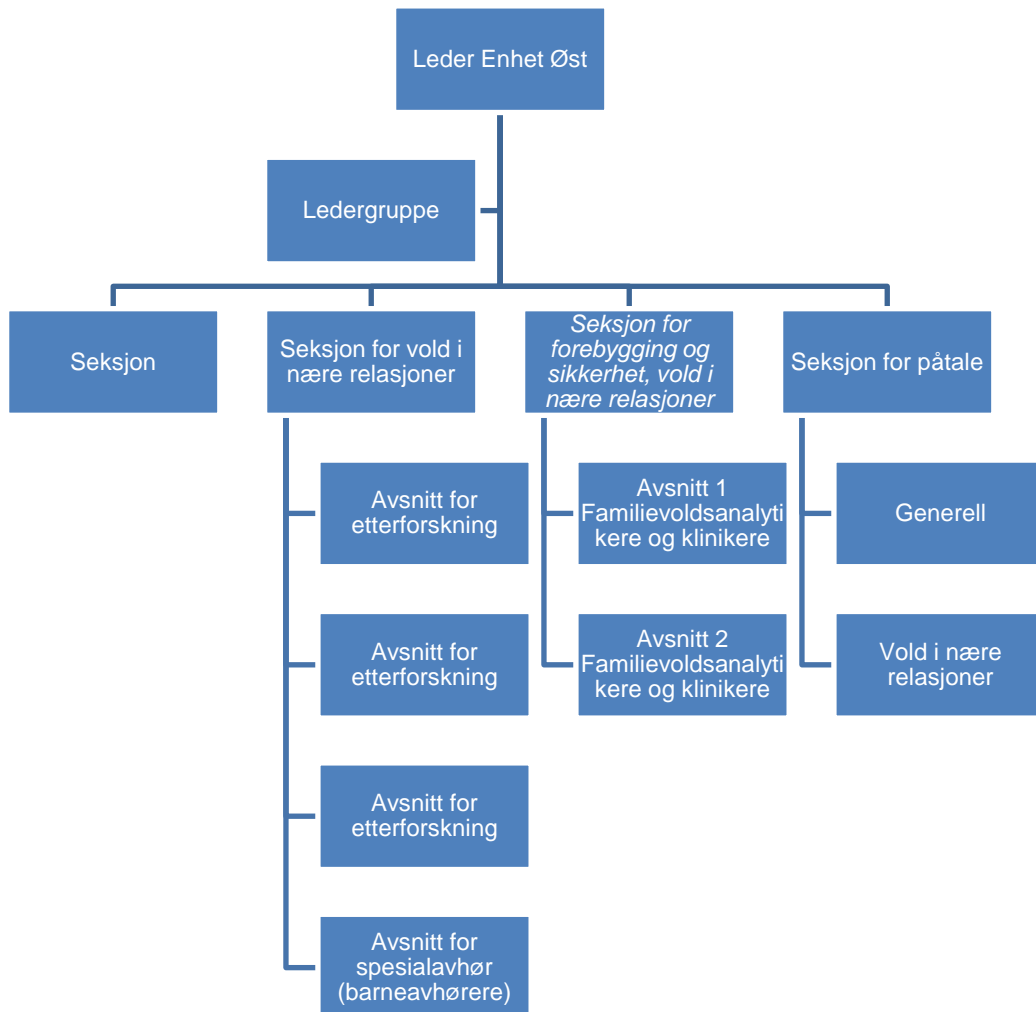 Leder Enhet Øst
Ledergruppe
Seksjon
Seksjon for vold i
nære relasjoner
Seksjon for
forebygging og
sikkerhet, vold i
nære relasjoner
Seksjon for påtale
Avsnitt for
etterforskning
Avsnitt 1
Familievoldsanalyti
kere og klinikere
Generell
Avsnitt for
etterforskning
Avsnitt 2
Familievoldsanalyti
kere og klinikere
Vold i nære
relasjoner
Avsnitt for
etterforskning
Avsnitt for
spesialavhør
(barneavhørere)